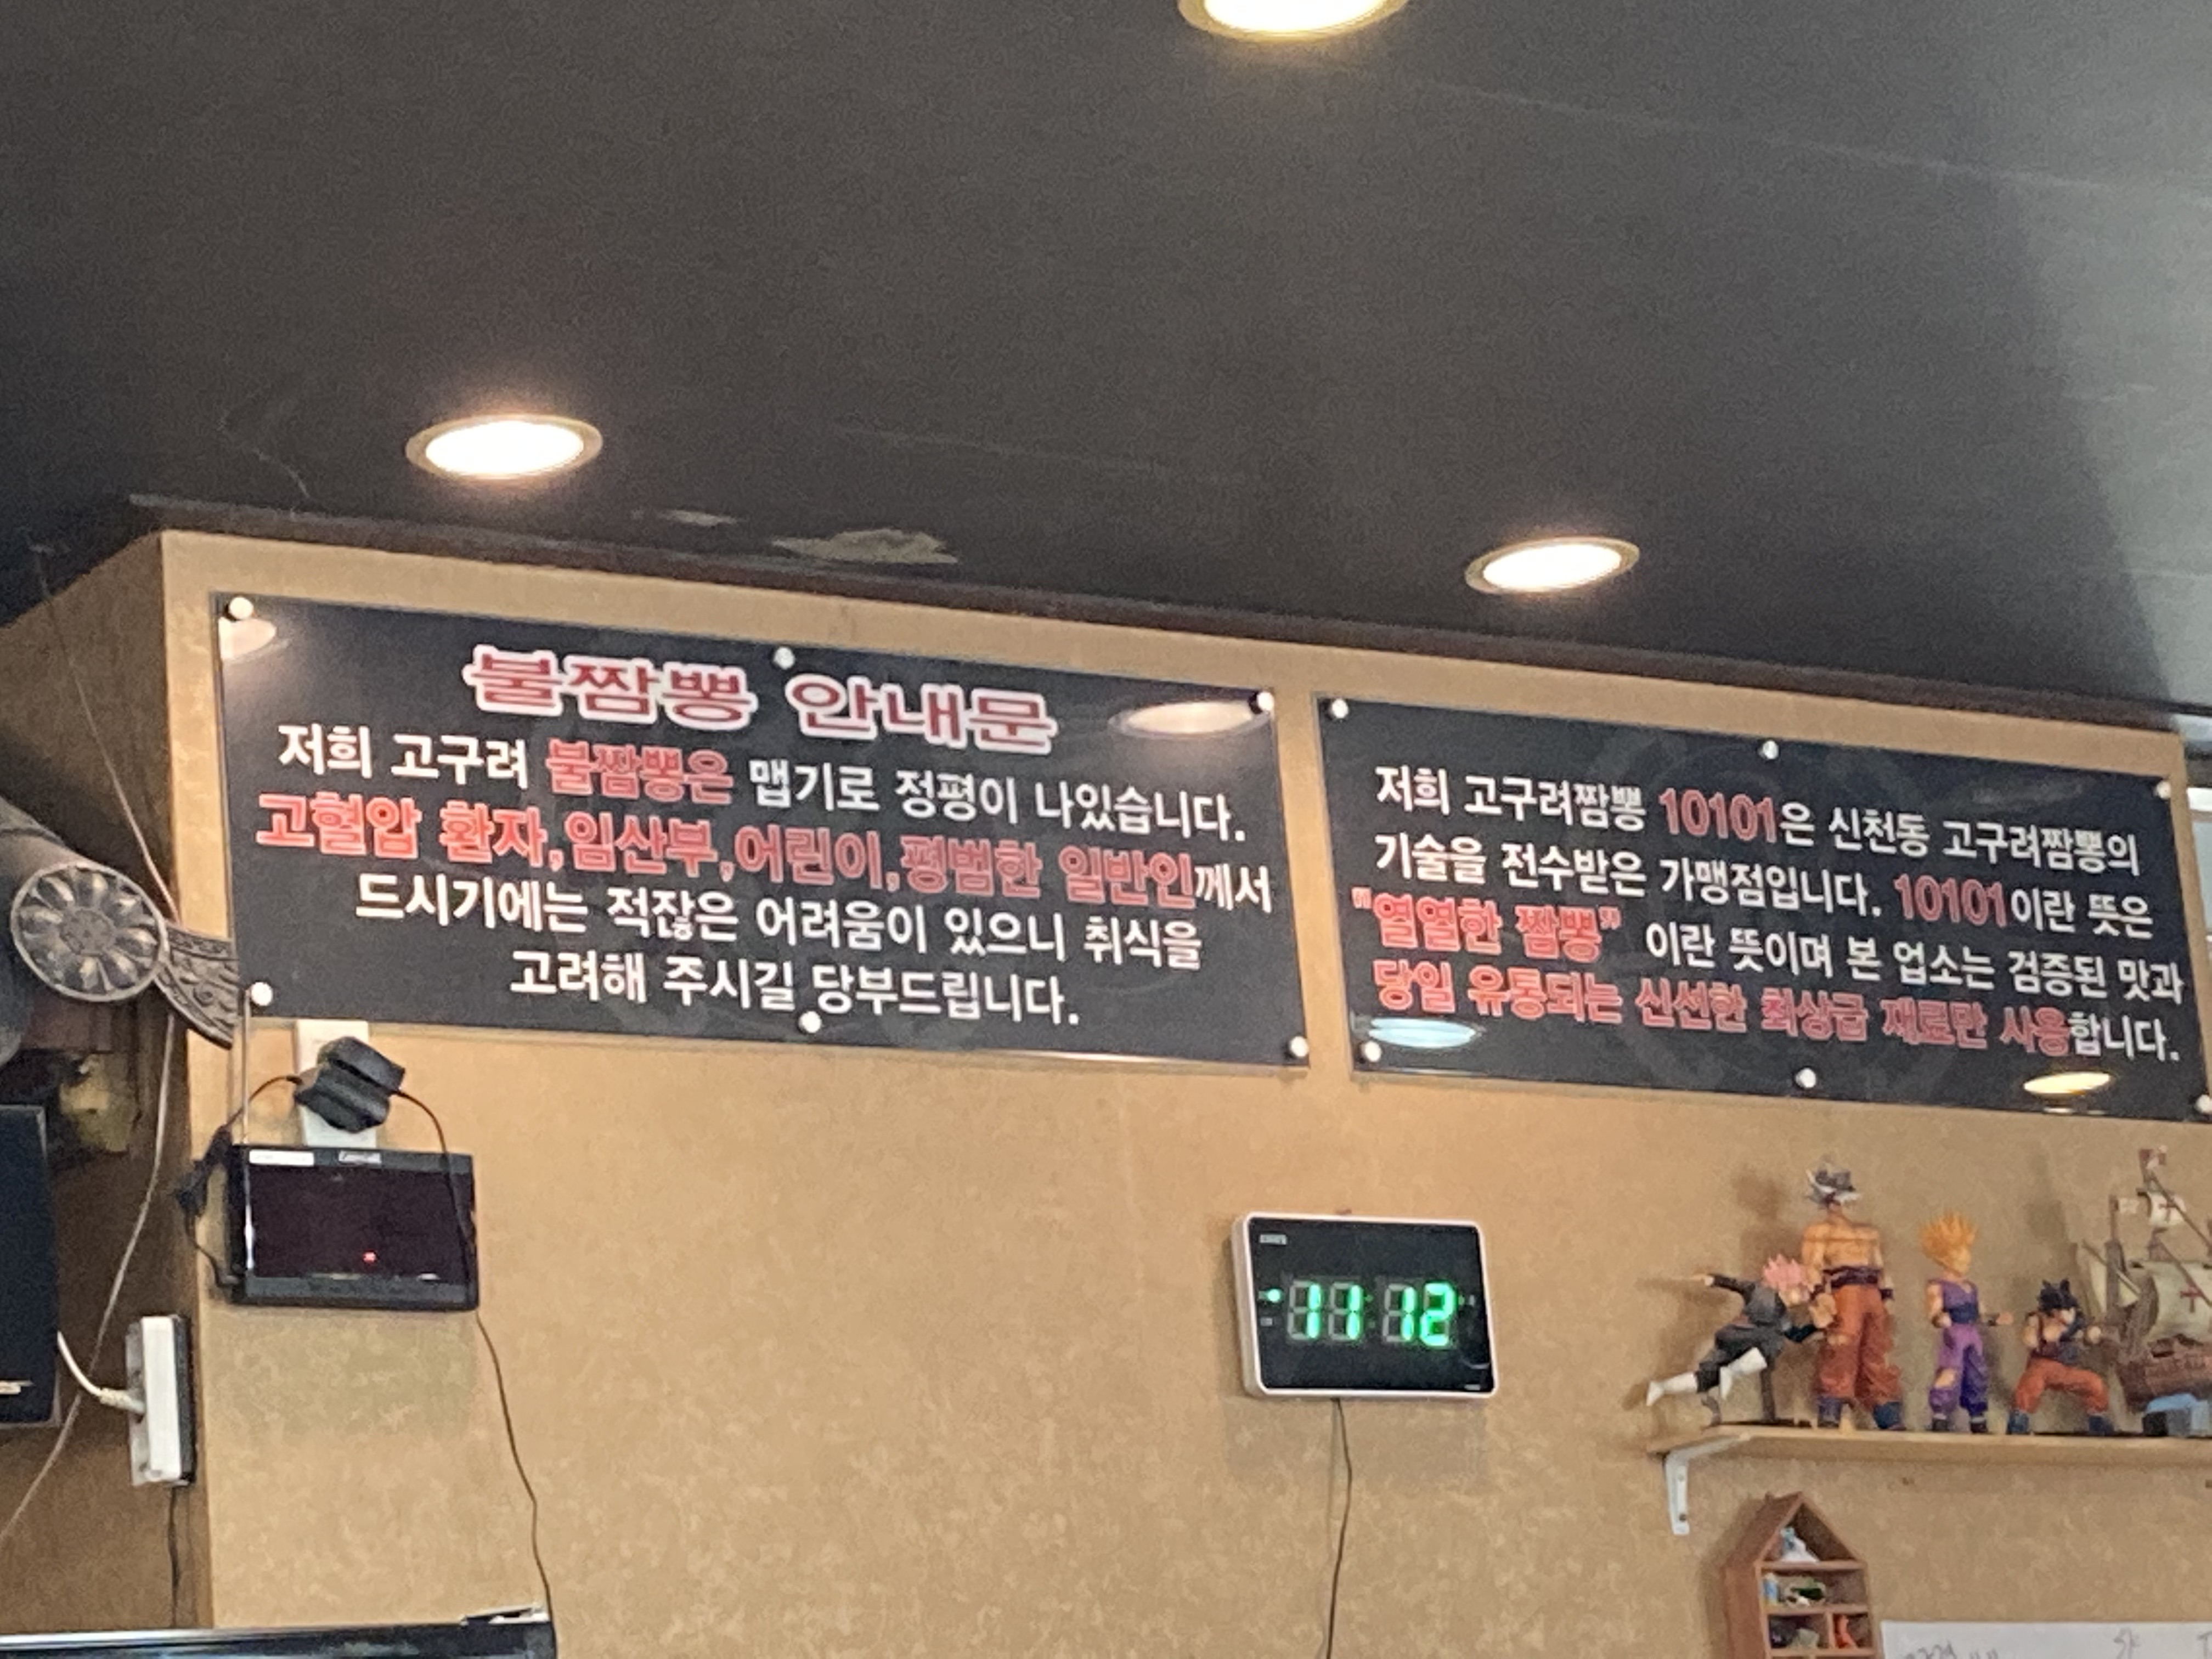 불짬뽕 안내문
저희 고구려 불짬뽕은 맵기로 정평이 나있습니다.
고혈압 환자,임산부,어린이,평범한 일반인께서
드시기에는 적잖은 어려움이 있으니 취식을
고려해 주시길 당부드립니다.
저희 고구려짬뽕 10101은 신천동 고구려짬뽕의
기술을 전수받은 가맹점입니다. 10101이란 뜻은
"열열한 짬뽕" 이란 뜻이며 본 업소는 검증된 맛과
당일 유통되는 신선한 최상급 재료만 사용합니다.
11 12